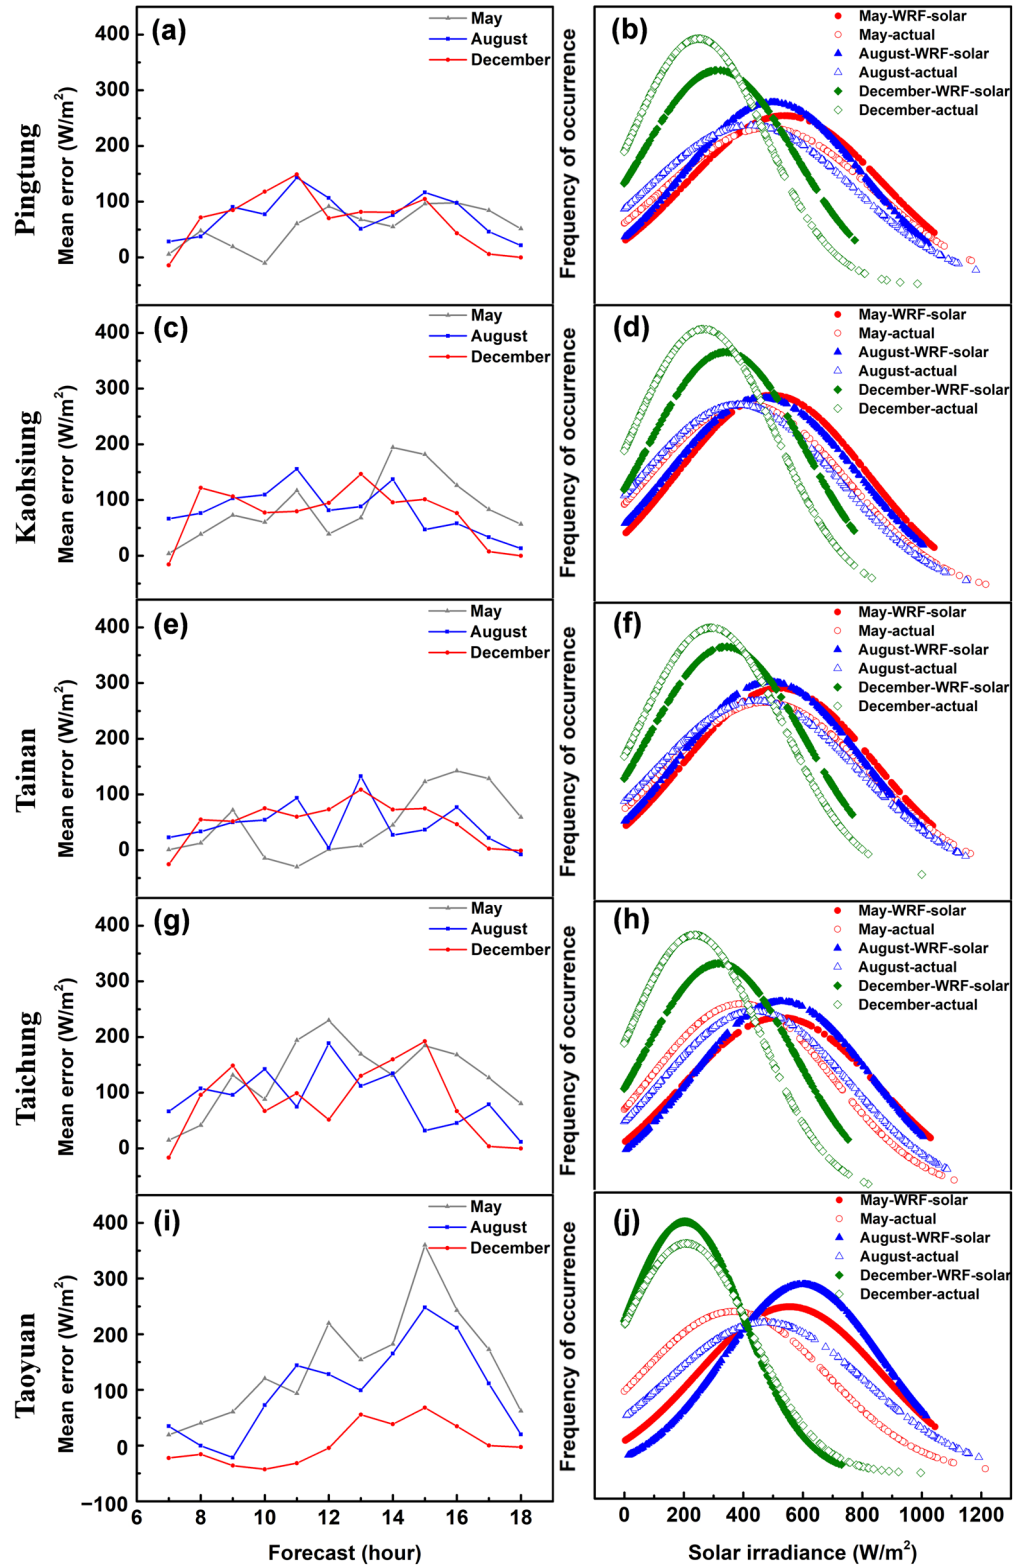 Pingtung
Mean error (W/m²)
400
300
200
100
0
(a)
May
August
December
Frequency of occurrence
(b)
May-WRF-solar
May-actual
August-WRF-solar
August-actual
December-WRF-solar
December-actual
Kaohsiung
Mean error (W/m²)
400
300
200
100
0
(c)
May
August
December
Frequency of occurrence
(d)
May-WRF-solar
May-actual
August-WRF-solar
August-actual
December-WRF-solar
December-actual
Tainan
Mean error (W/m²)
400
300
200
100
0
(e)
May
August
December
Frequency of occurrence
(f)
May-WRF-solar
May-actual
August-WRF-solar
August-actual
December-WRF-solar
December-actual
Taichung
Mean error (W/m²)
400
300
200
100
0
(g)
May
August
December
Frequency of occurrence
(h)
May-WRF-solar
May-actual
August-WRF-solar
August-actual
December-WRF-solar
December-actual
Taoyuan
Mean error (W/m²)
400
300
200
100
0
−100
(i)
May
August
December
6 8 10 12 14 16 18
Forecast (hour)
Frequency of occurrence
(j)
May-WRF-solar
May-actual
August-WRF-solar
August-actual
December-WRF-solar
December-actual
0 200 400 600 800 1000 1200
Solar irradiance (W/m²)